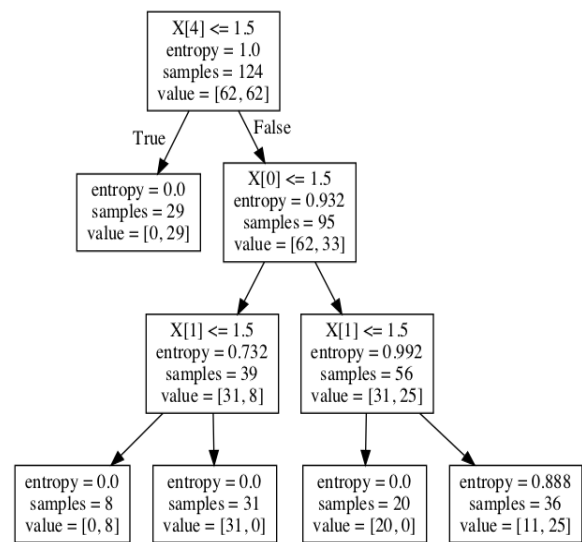 X[4] <= 1.5
entropy = 1.0
samples = 124
value = [62, 62]
True
False
entropy = 0.0
samples = 29
value = [0, 29]
X[0] <= 1.5
entropy = 0.932
samples = 95
value = [62, 33]
X[1] <= 1.5
entropy = 0.732
samples = 39
value = [31, 8]
X[1] <= 1.5
entropy = 0.992
samples = 56
value = [31, 25]
entropy = 0.0
samples = 8
value = [0, 8]
entropy = 0.0
samples = 31
value = [31, 0]
entropy = 0.0
samples = 20
value = [20, 0]
entropy = 0.888
samples = 36
value = [11, 25]